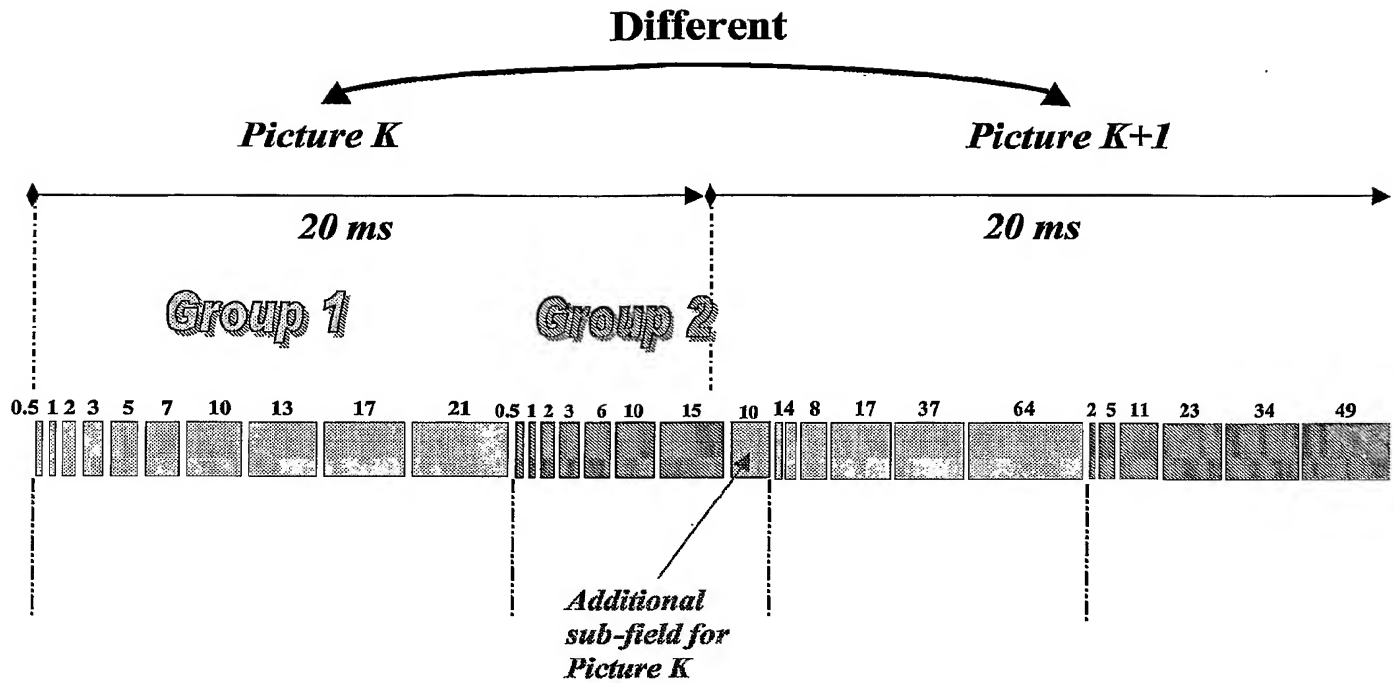 Different
Picture K Picture K+1
20 ms 20 ms
Group 1 Group 2
0.5 1 2 3 5 7 10 13 17 21 0.5 1 2 3 6 10 15 10 14 8 17 37 64 2 5 11 23 34 49
Additional
sub-field for
Picture K